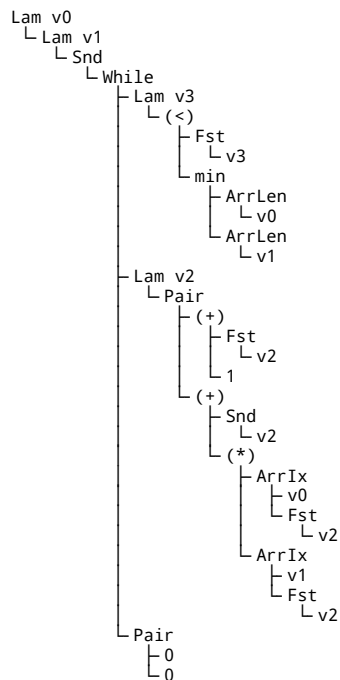 Lam v0
└ Lam v1
  └ Snd
    └ While
      ├ Lam v3
      │ └ (<)
      │   ├ Fst
      │   │ └ v3
      │   └ min
      │     ├ ArrLen
      │     │ └ v0
      │     └ ArrLen
      │       └ v1
      ├ Lam v2
      │ └ Pair
      │   ├ (+)
      │   │ ├ Fst
      │   │ │ └ v2
      │   │ └ 1
      │   └ (+)
      │     ├ Snd
      │     │ └ v2
      │     └ (*)
      │       ├ ArrIx
      │       │ ├ v0
      │       │ └ Fst
      │       │   └ v2
      │       └ ArrIx
      │         ├ v1
      │         └ Fst
      │           └ v2
      └ Pair
        ├ 0
        └ 0